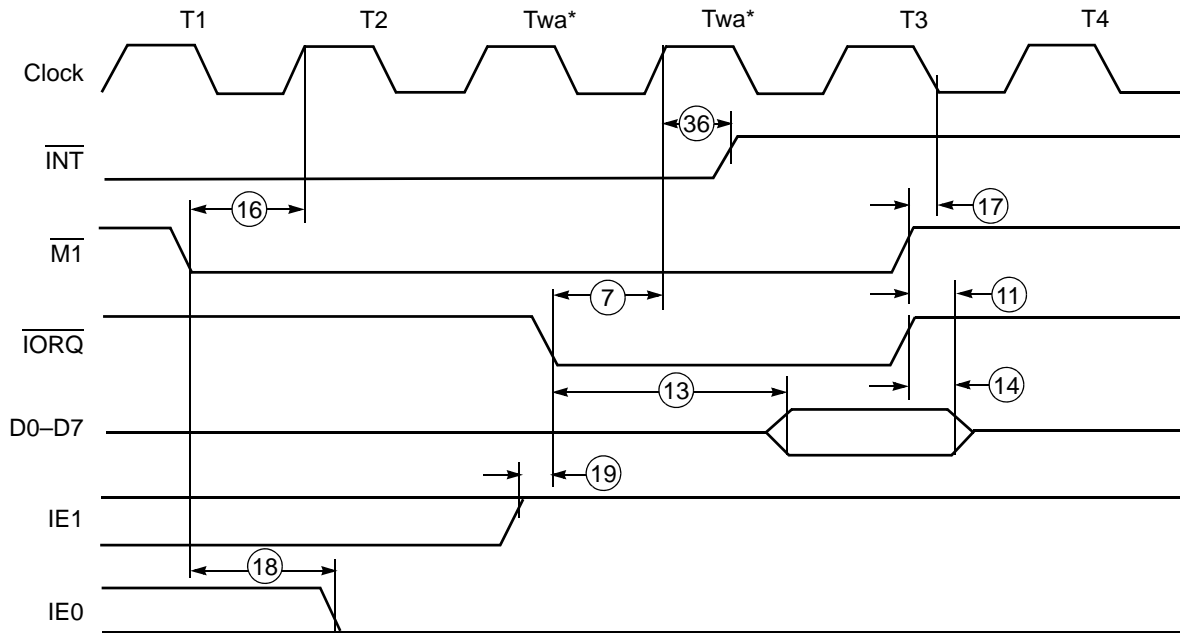 T1 T2 Twa* Twa* T3 T4
Clock
36
INT
16 17
M1
7 11
IORQ
13 14
D0–D7
19
IE1
18
IE0